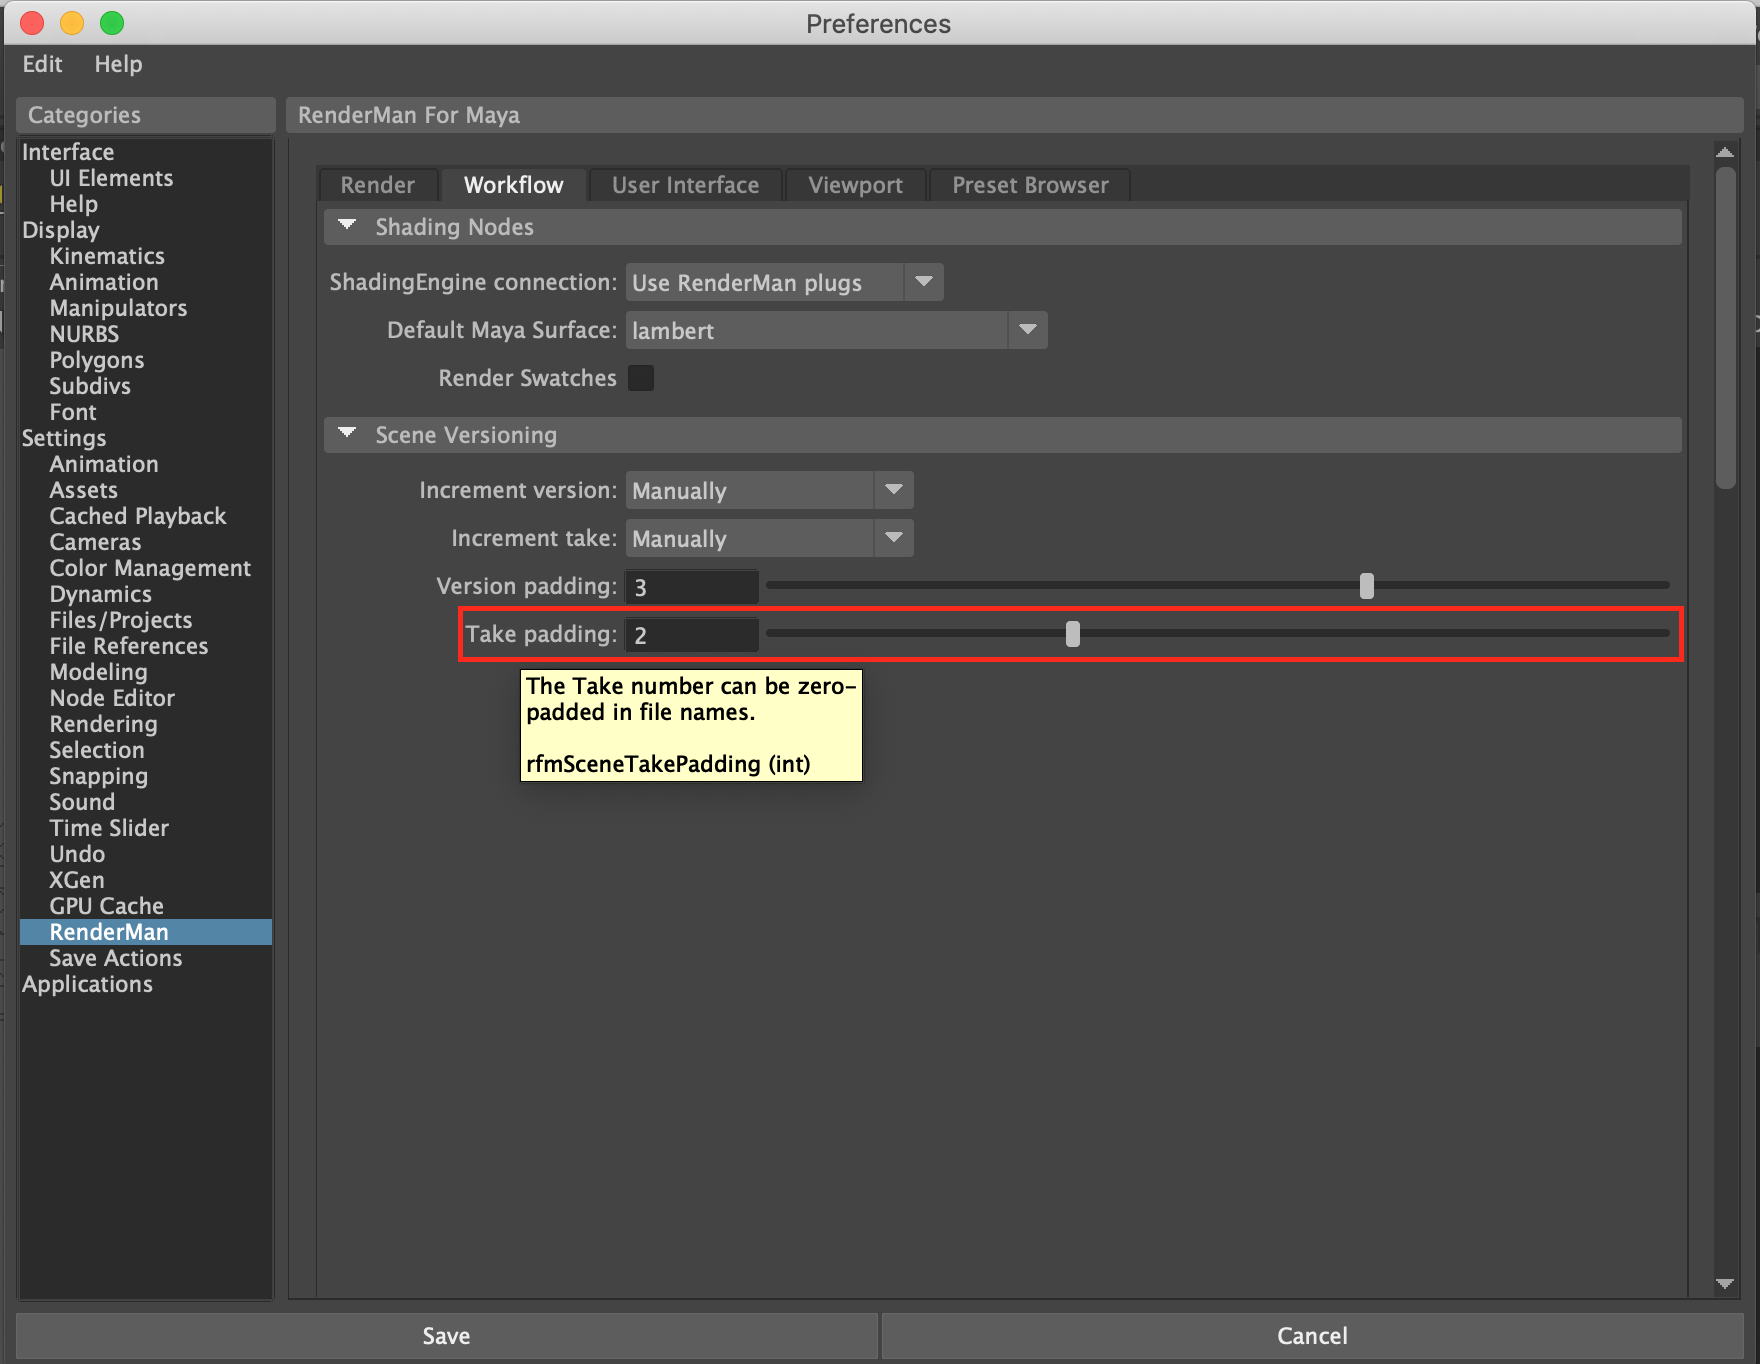 Preferences
Edit Help
Categories
Interface
UI Elements
Help
Display
Kinematics
Animation
Manipulators
NURBS
Polygons
Subdivs
Font
Settings
Animation
Assets
Cached Playback
Cameras
Color Management
Dynamics
Files/Projects
File References
Modeling
Node Editor
Rendering
Selection
Snapping
Sound
Time Slider
Undo
XGen
GPU Cache
RenderMan
Save Actions
Applications
RenderMan For Maya
Render Workflow User Interface Viewport Preset Browser
Shading Nodes
ShadingEngine connection: Use RenderMan plugs
Default Maya Surface: lambert
Render Swatches
Scene Versioning
Increment version: Manually
Increment take: Manually
Version padding: 3
Take padding: 2
The Take number can be zero-
padded in file names.
rfmSceneTakePadding (int)
Save Cancel